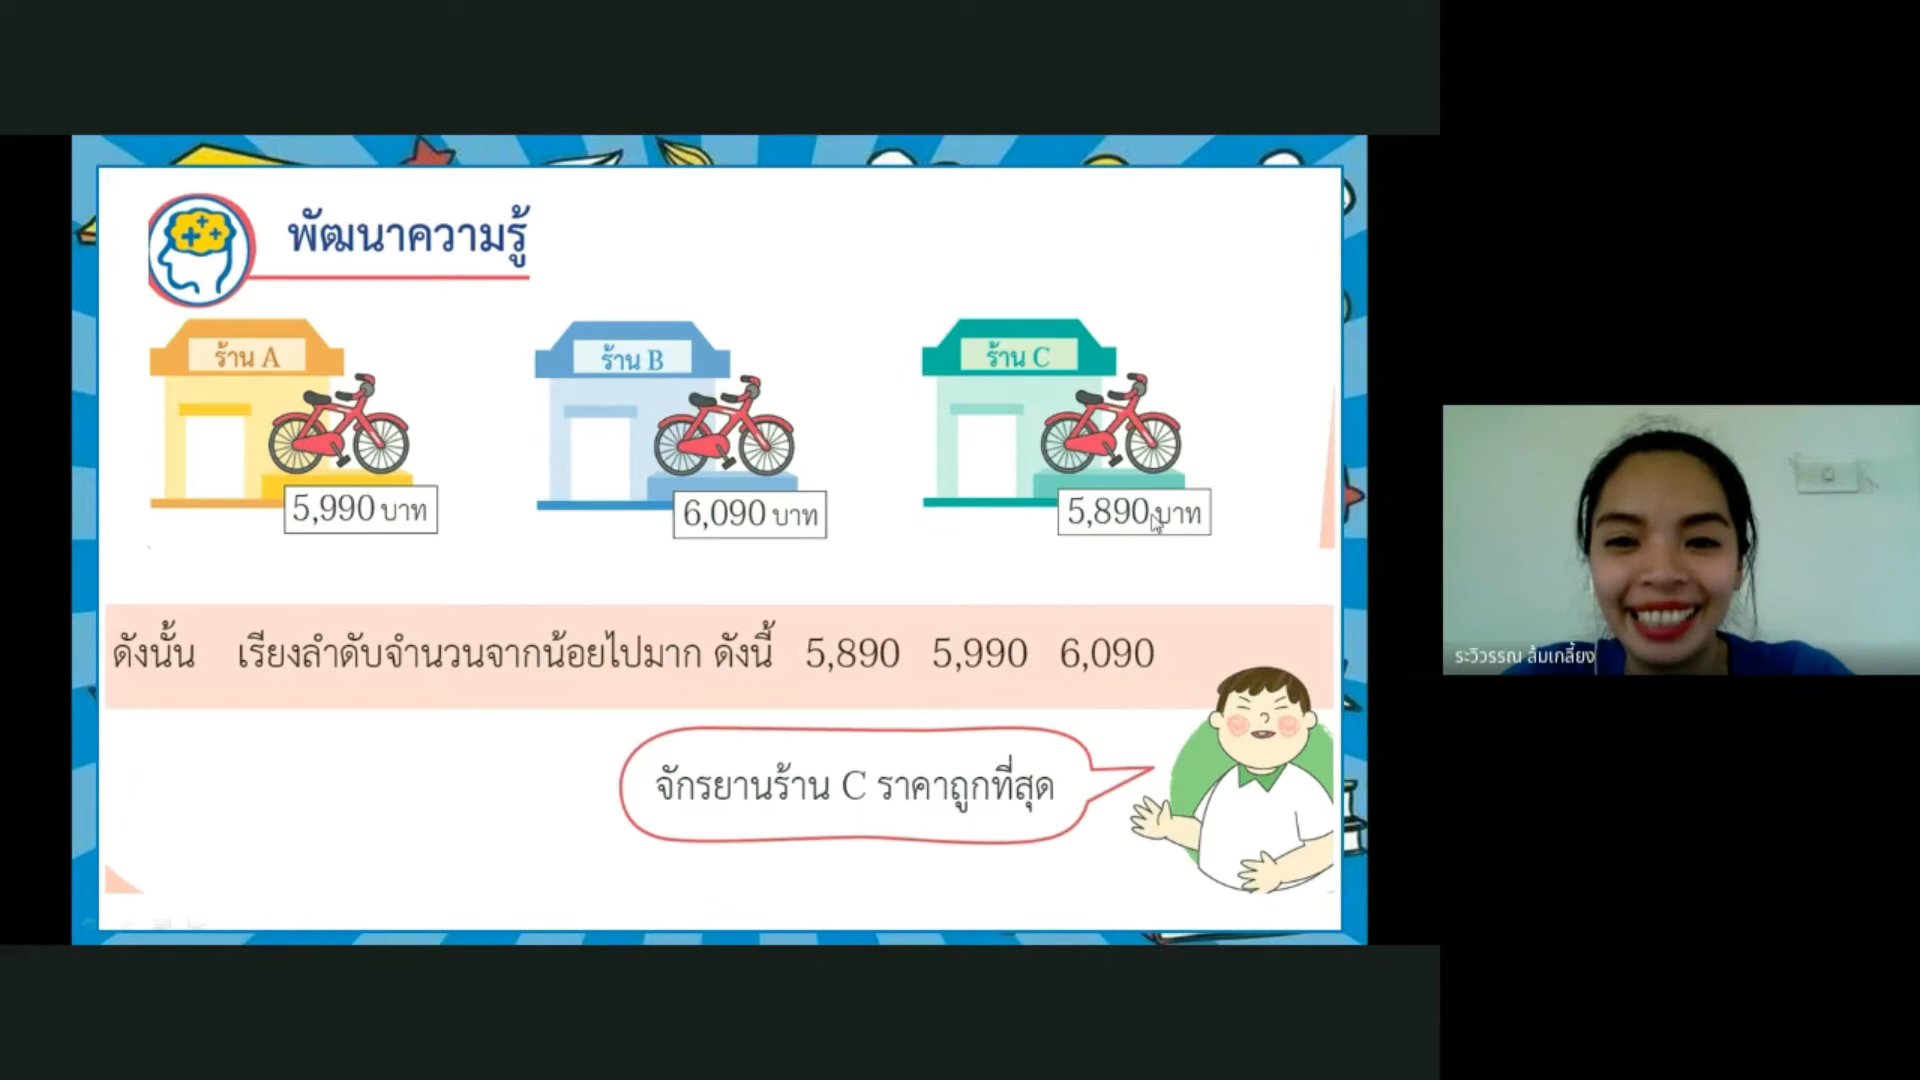 พัฒนาความรู้
ร้าน A
ร้าน B
ร้าน C
5,990 บาท
6,090 บาท
5,890 บาท
ดังนั้น เรียงลำดับจำนวนจากน้อยไปมาก ดังนี้ 5,890 5,990 6,090
จักรยานร้าน C ราคาถูกที่สุด
ระวิวรรณ ส้มเกลี้ยง